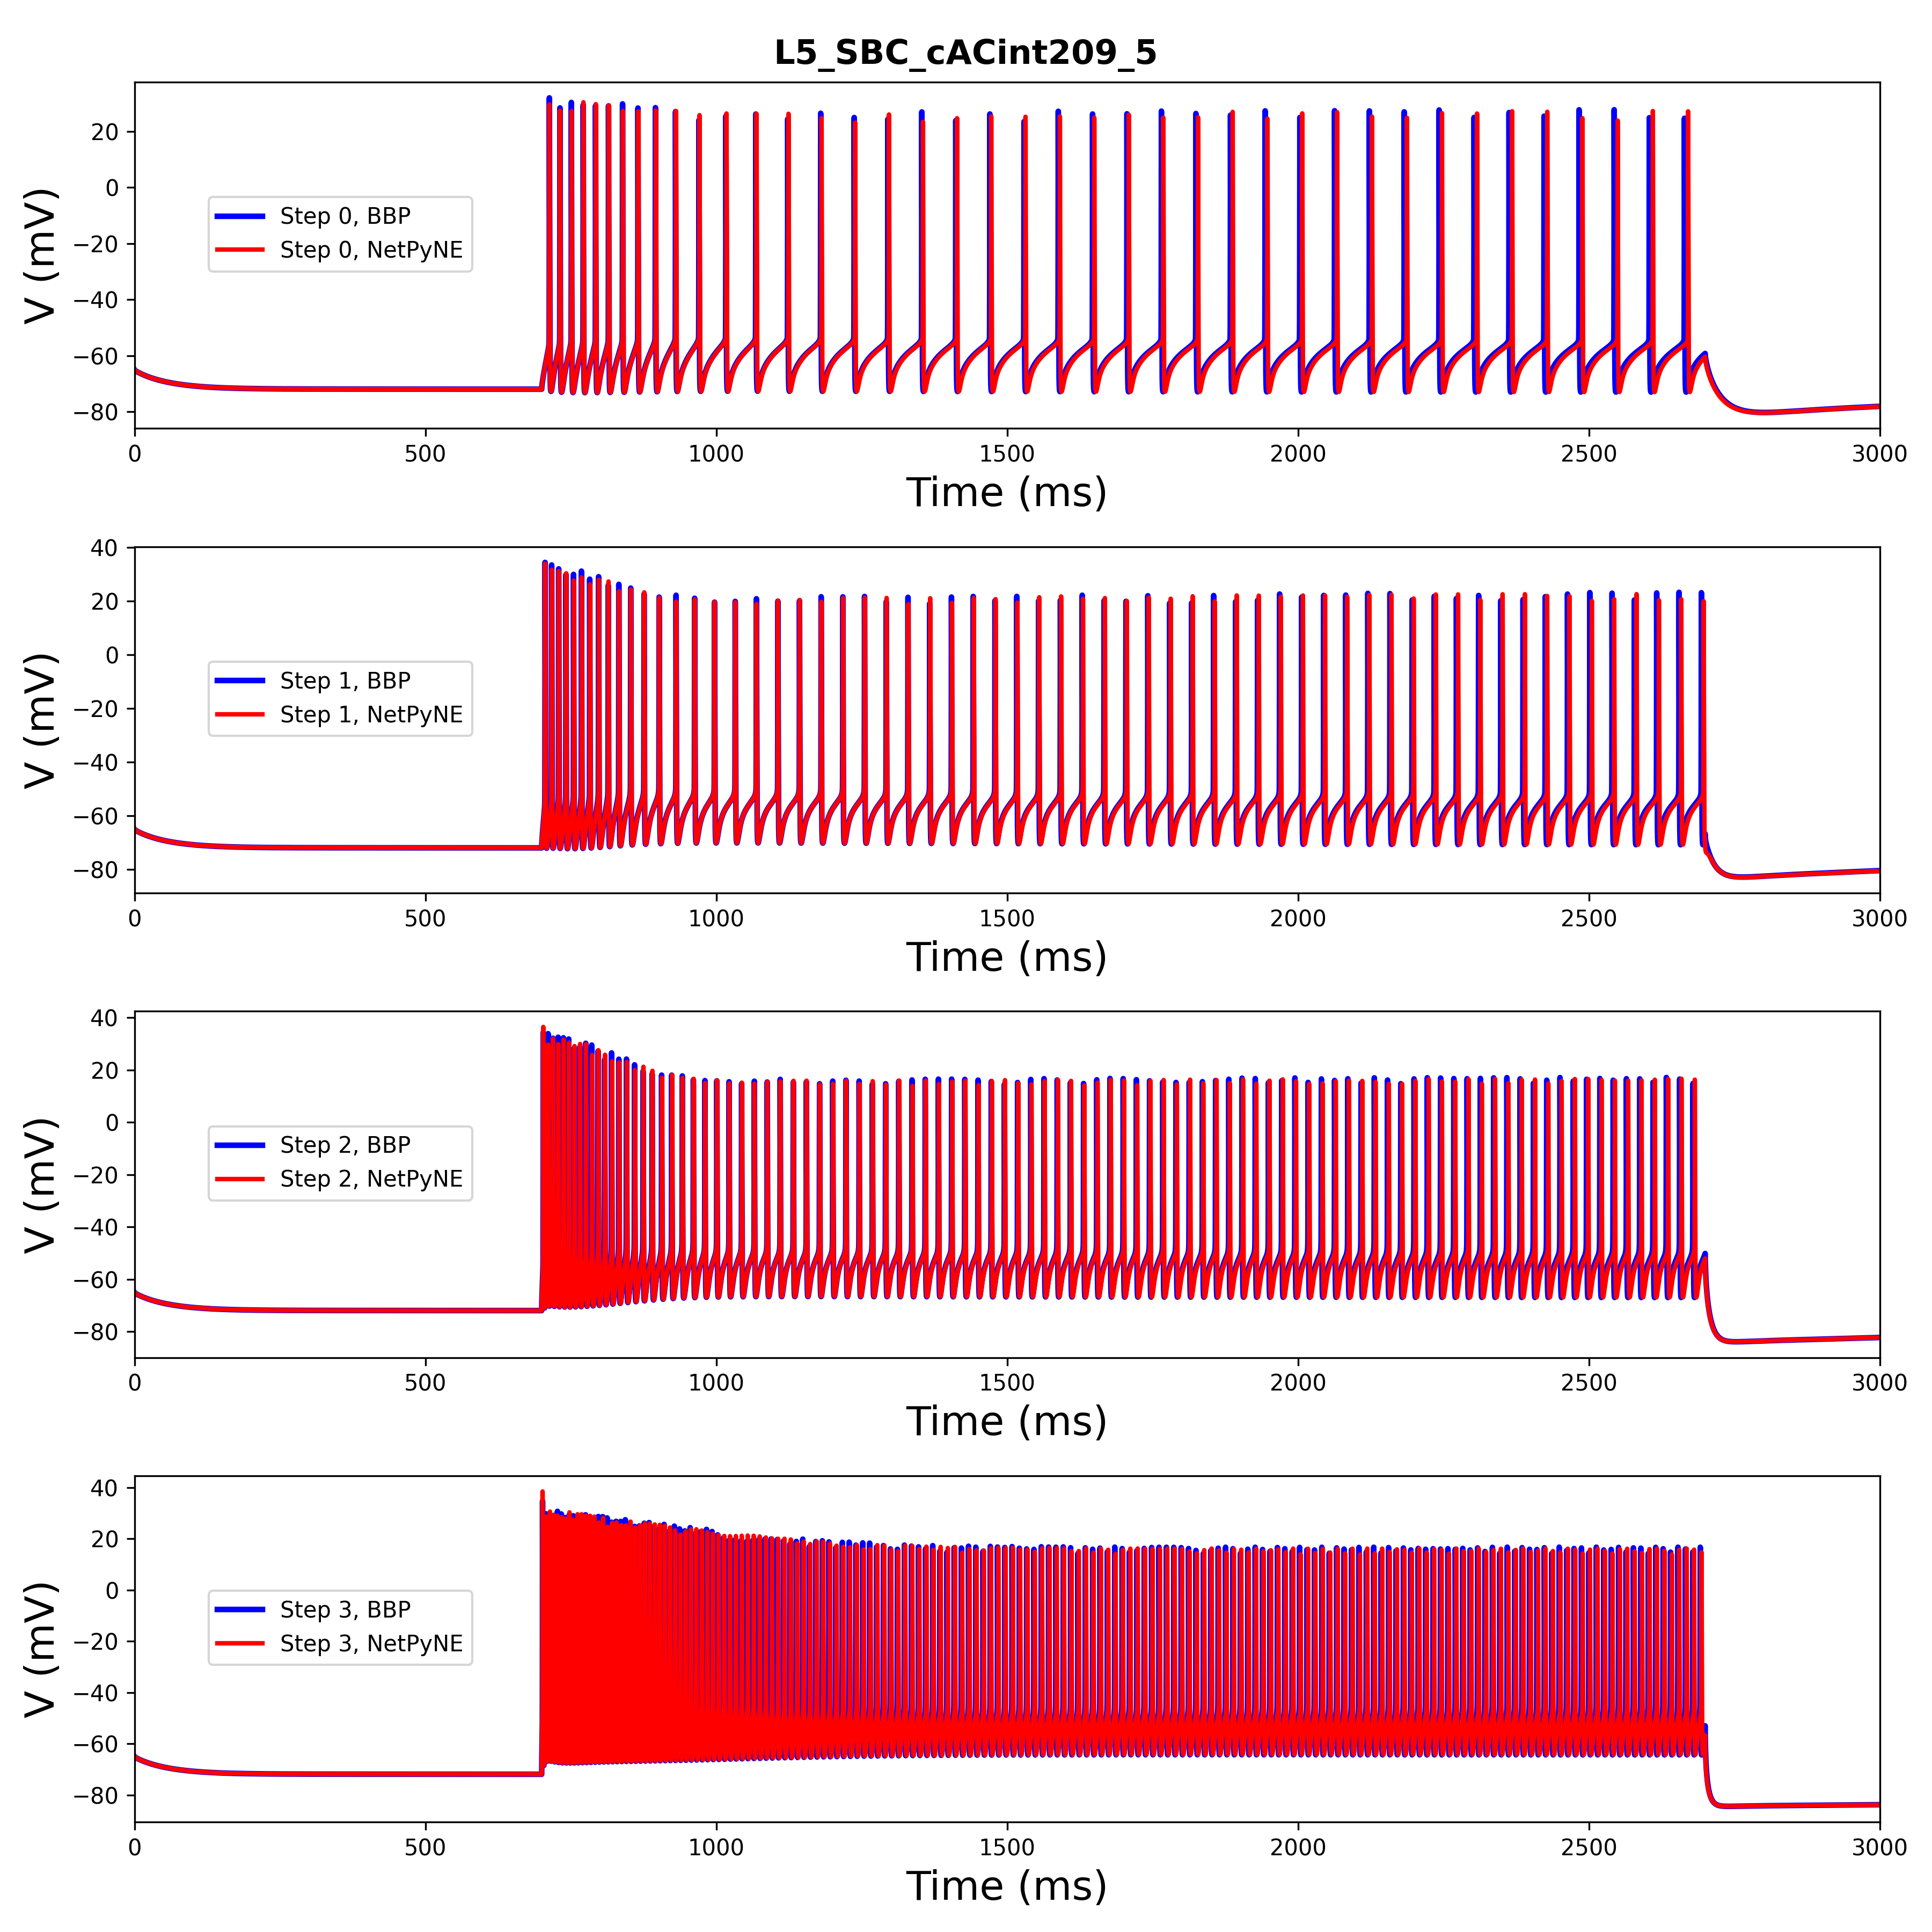 L5_SBC_cACint209_5
20
0
−20
−40
−60
−80
V (mV)
Step 0, BBP
Step 0, NetPyNE
0 500 1000 1500 2000 2500 3000
Time (ms)
40
20
0
−20
−40
−60
−80
V (mV)
Step 1, BBP
Step 1, NetPyNE
0 500 1000 1500 2000 2500 3000
Time (ms)
40
20
0
−20
−40
−60
−80
V (mV)
Step 2, BBP
Step 2, NetPyNE
0 500 1000 1500 2000 2500 3000
Time (ms)
40
20
0
−20
−40
−60
−80
V (mV)
Step 3, BBP
Step 3, NetPyNE
0 500 1000 1500 2000 2500 3000
Time (ms)